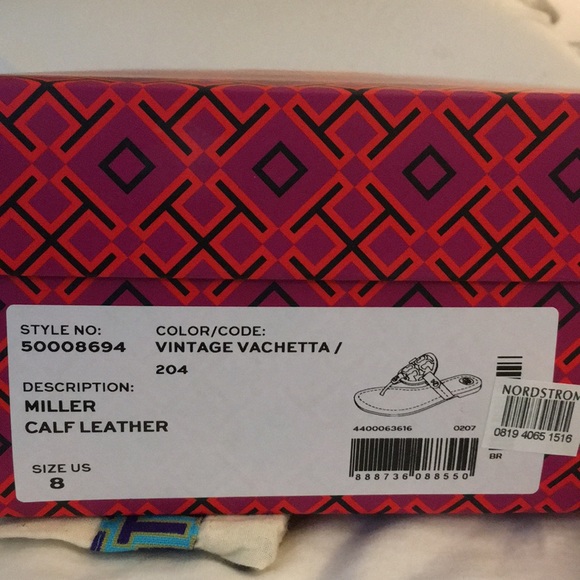 STYLE NO:
50008694
COLOR/CODE:
VINTAGE VACHETTA /
204
DESCRIPTION:
MILLER
CALF LEATHER
SIZE US
8
4400063616 0207
888736088550
BR
NORDSTROM
0819 4065 1516